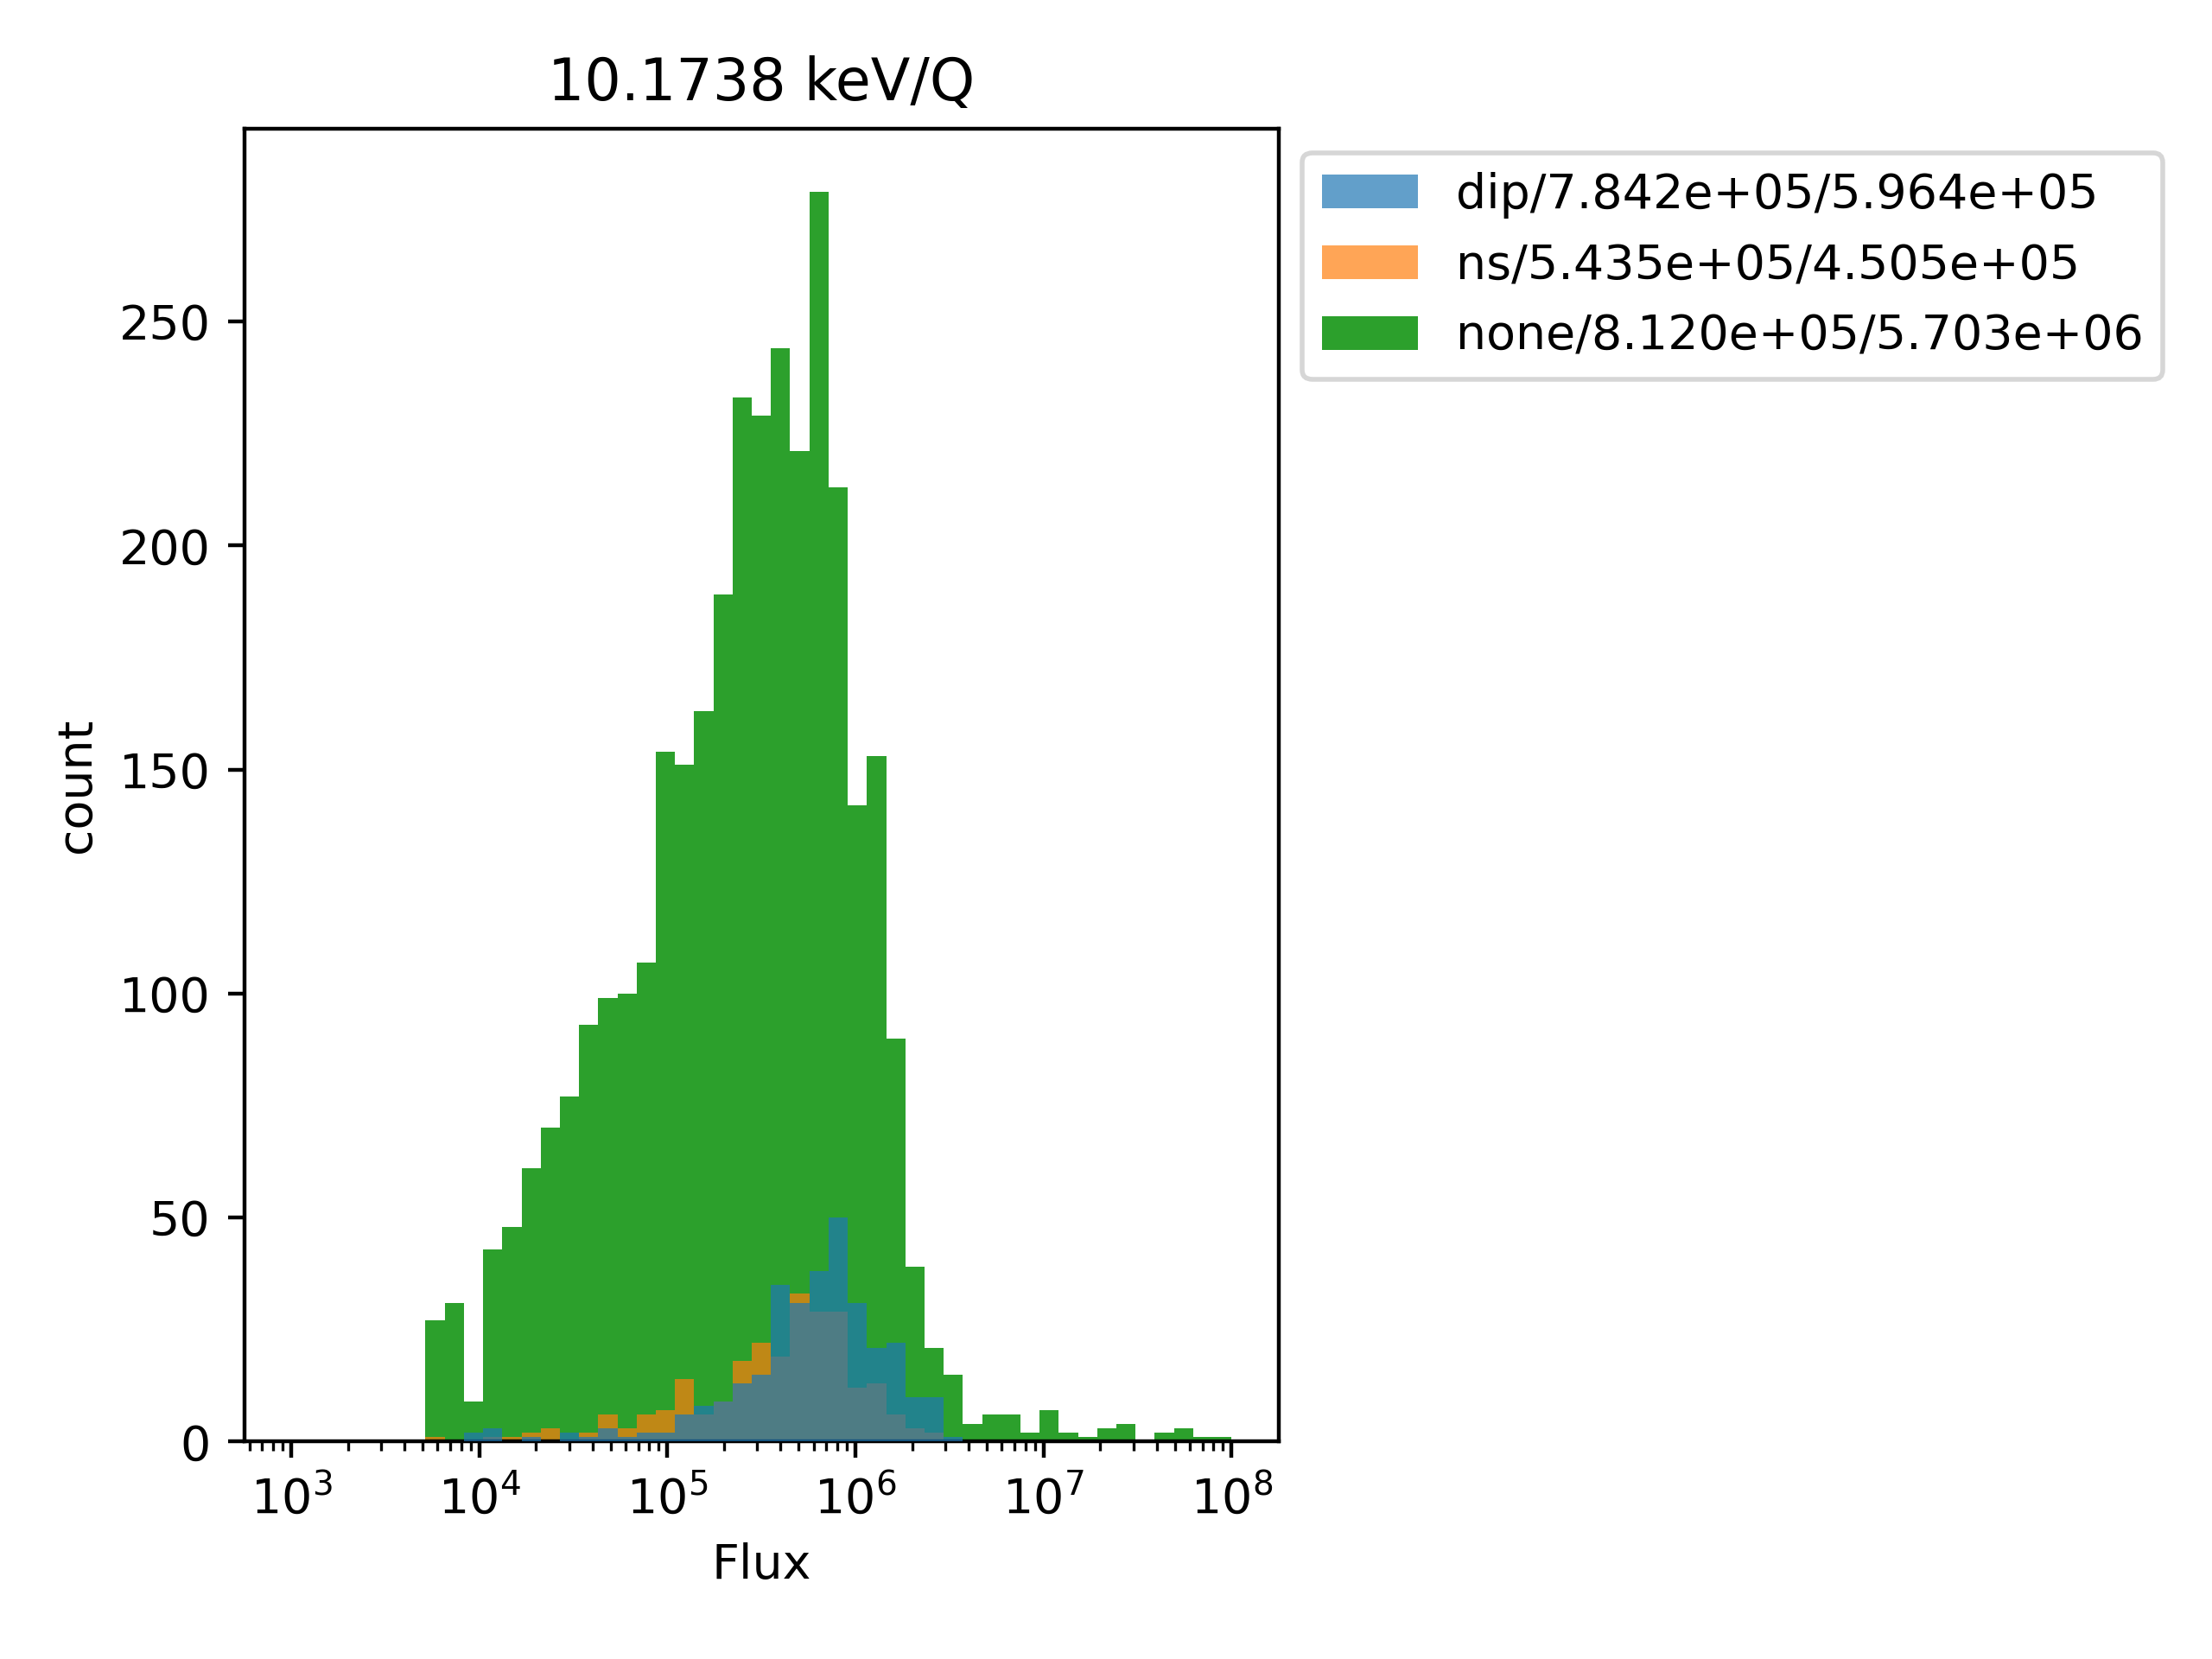 10.1738 keV/Q
dip/7.842e+05/5.964e+05
ns/5.435e+05/4.505e+05
none/8.120e+05/5.703e+06
250
200
150
100
50
0
count
10³ 10⁴ 10⁵ 10⁶ 10⁷ 10⁸
Flux